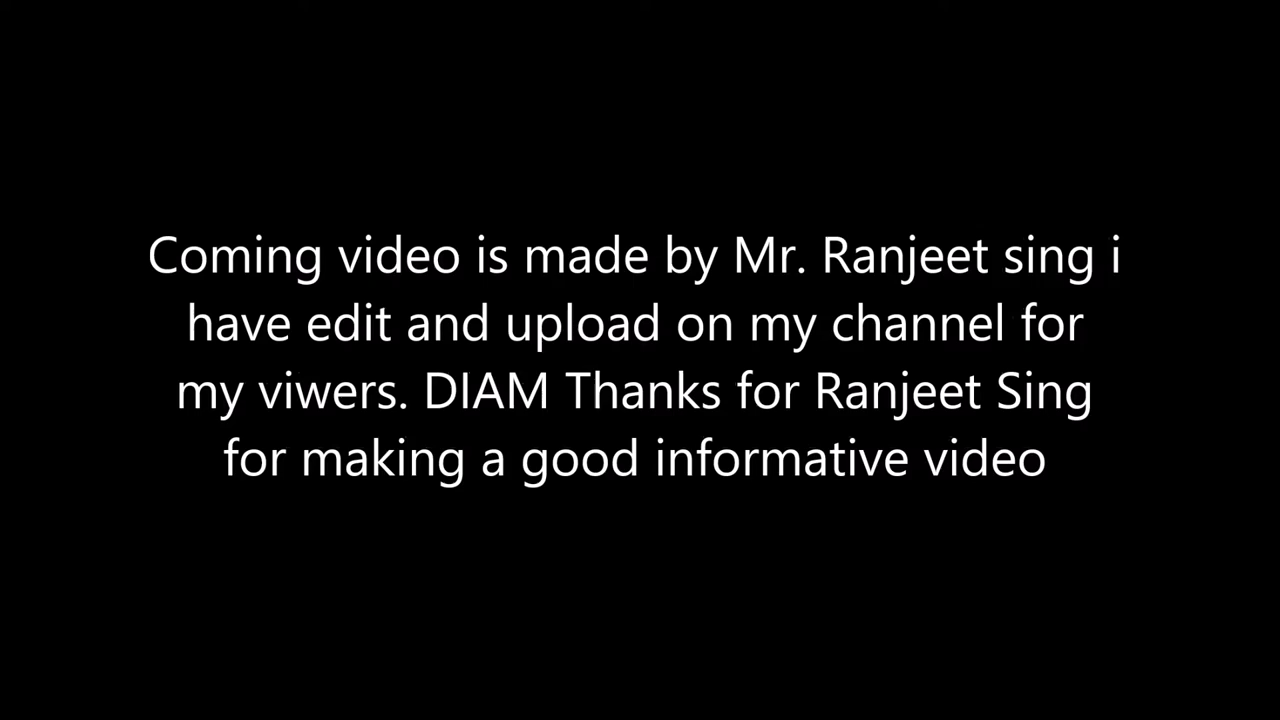 Coming video is made by Mr. Ranjeet sing i
have edit and upload on my channel for
my viwers. DIAM Thanks for Ranjeet Sing
for making a good informative video